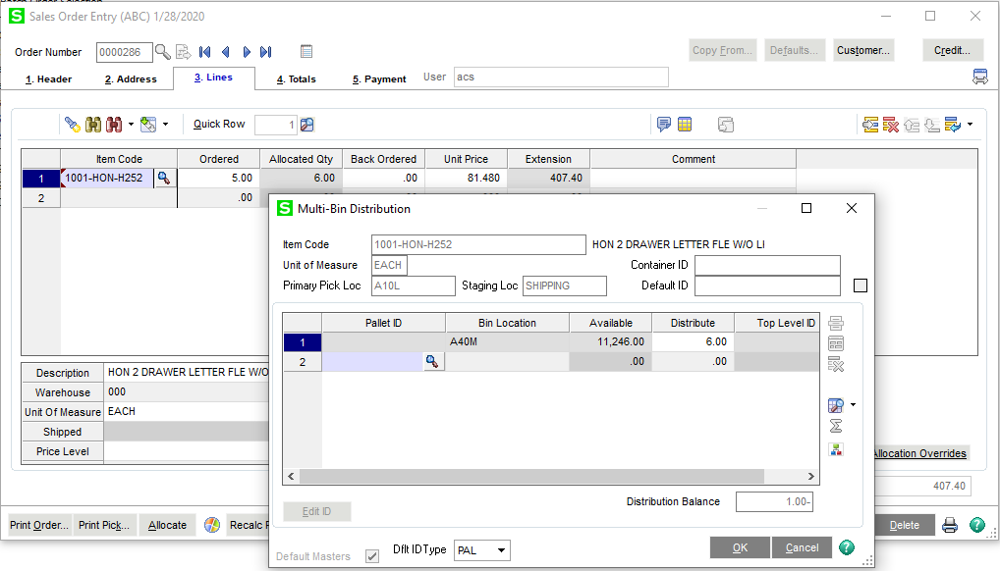 S Sales Order Entry (ABC) 1/28/2020
Order Number 0000286 Copy From... Defaults... Customer... Credit...
1. Header 2. Address 3. Lines 4. Totals 5. Payment User acs
Quick Row 1
Item Code Ordered Allocated Qty Back Ordered Unit Price Extension Comment
1 1001-HON-H252 5.00 6.00 .00 81.480 407.40
2 .00
S Multi-Bin Distribution
Item Code 1001-HON-H252 HON 2 DRAWER LETTER FLE W/O LI
Unit of Measure EACH Container ID
Primary Pick Loc A10L Staging Loc SHIPPING Default ID
Pallet ID Bin Location Available Distribute Top Level ID
1 A40M 11,246.00 6.00
2 .00 .00
Distribution Balance 1.00-
Edit ID
Default Masters Dflt ID Type PAL OK Cancel ?
Description HON 2 DRAWER LETTER FLE W/O
Warehouse 000
Unit Of Measure EACH
Shipped
Price Level
Allocation Overrides
407.40
Print Order... Print Pick... Allocate Recalc Delete ?